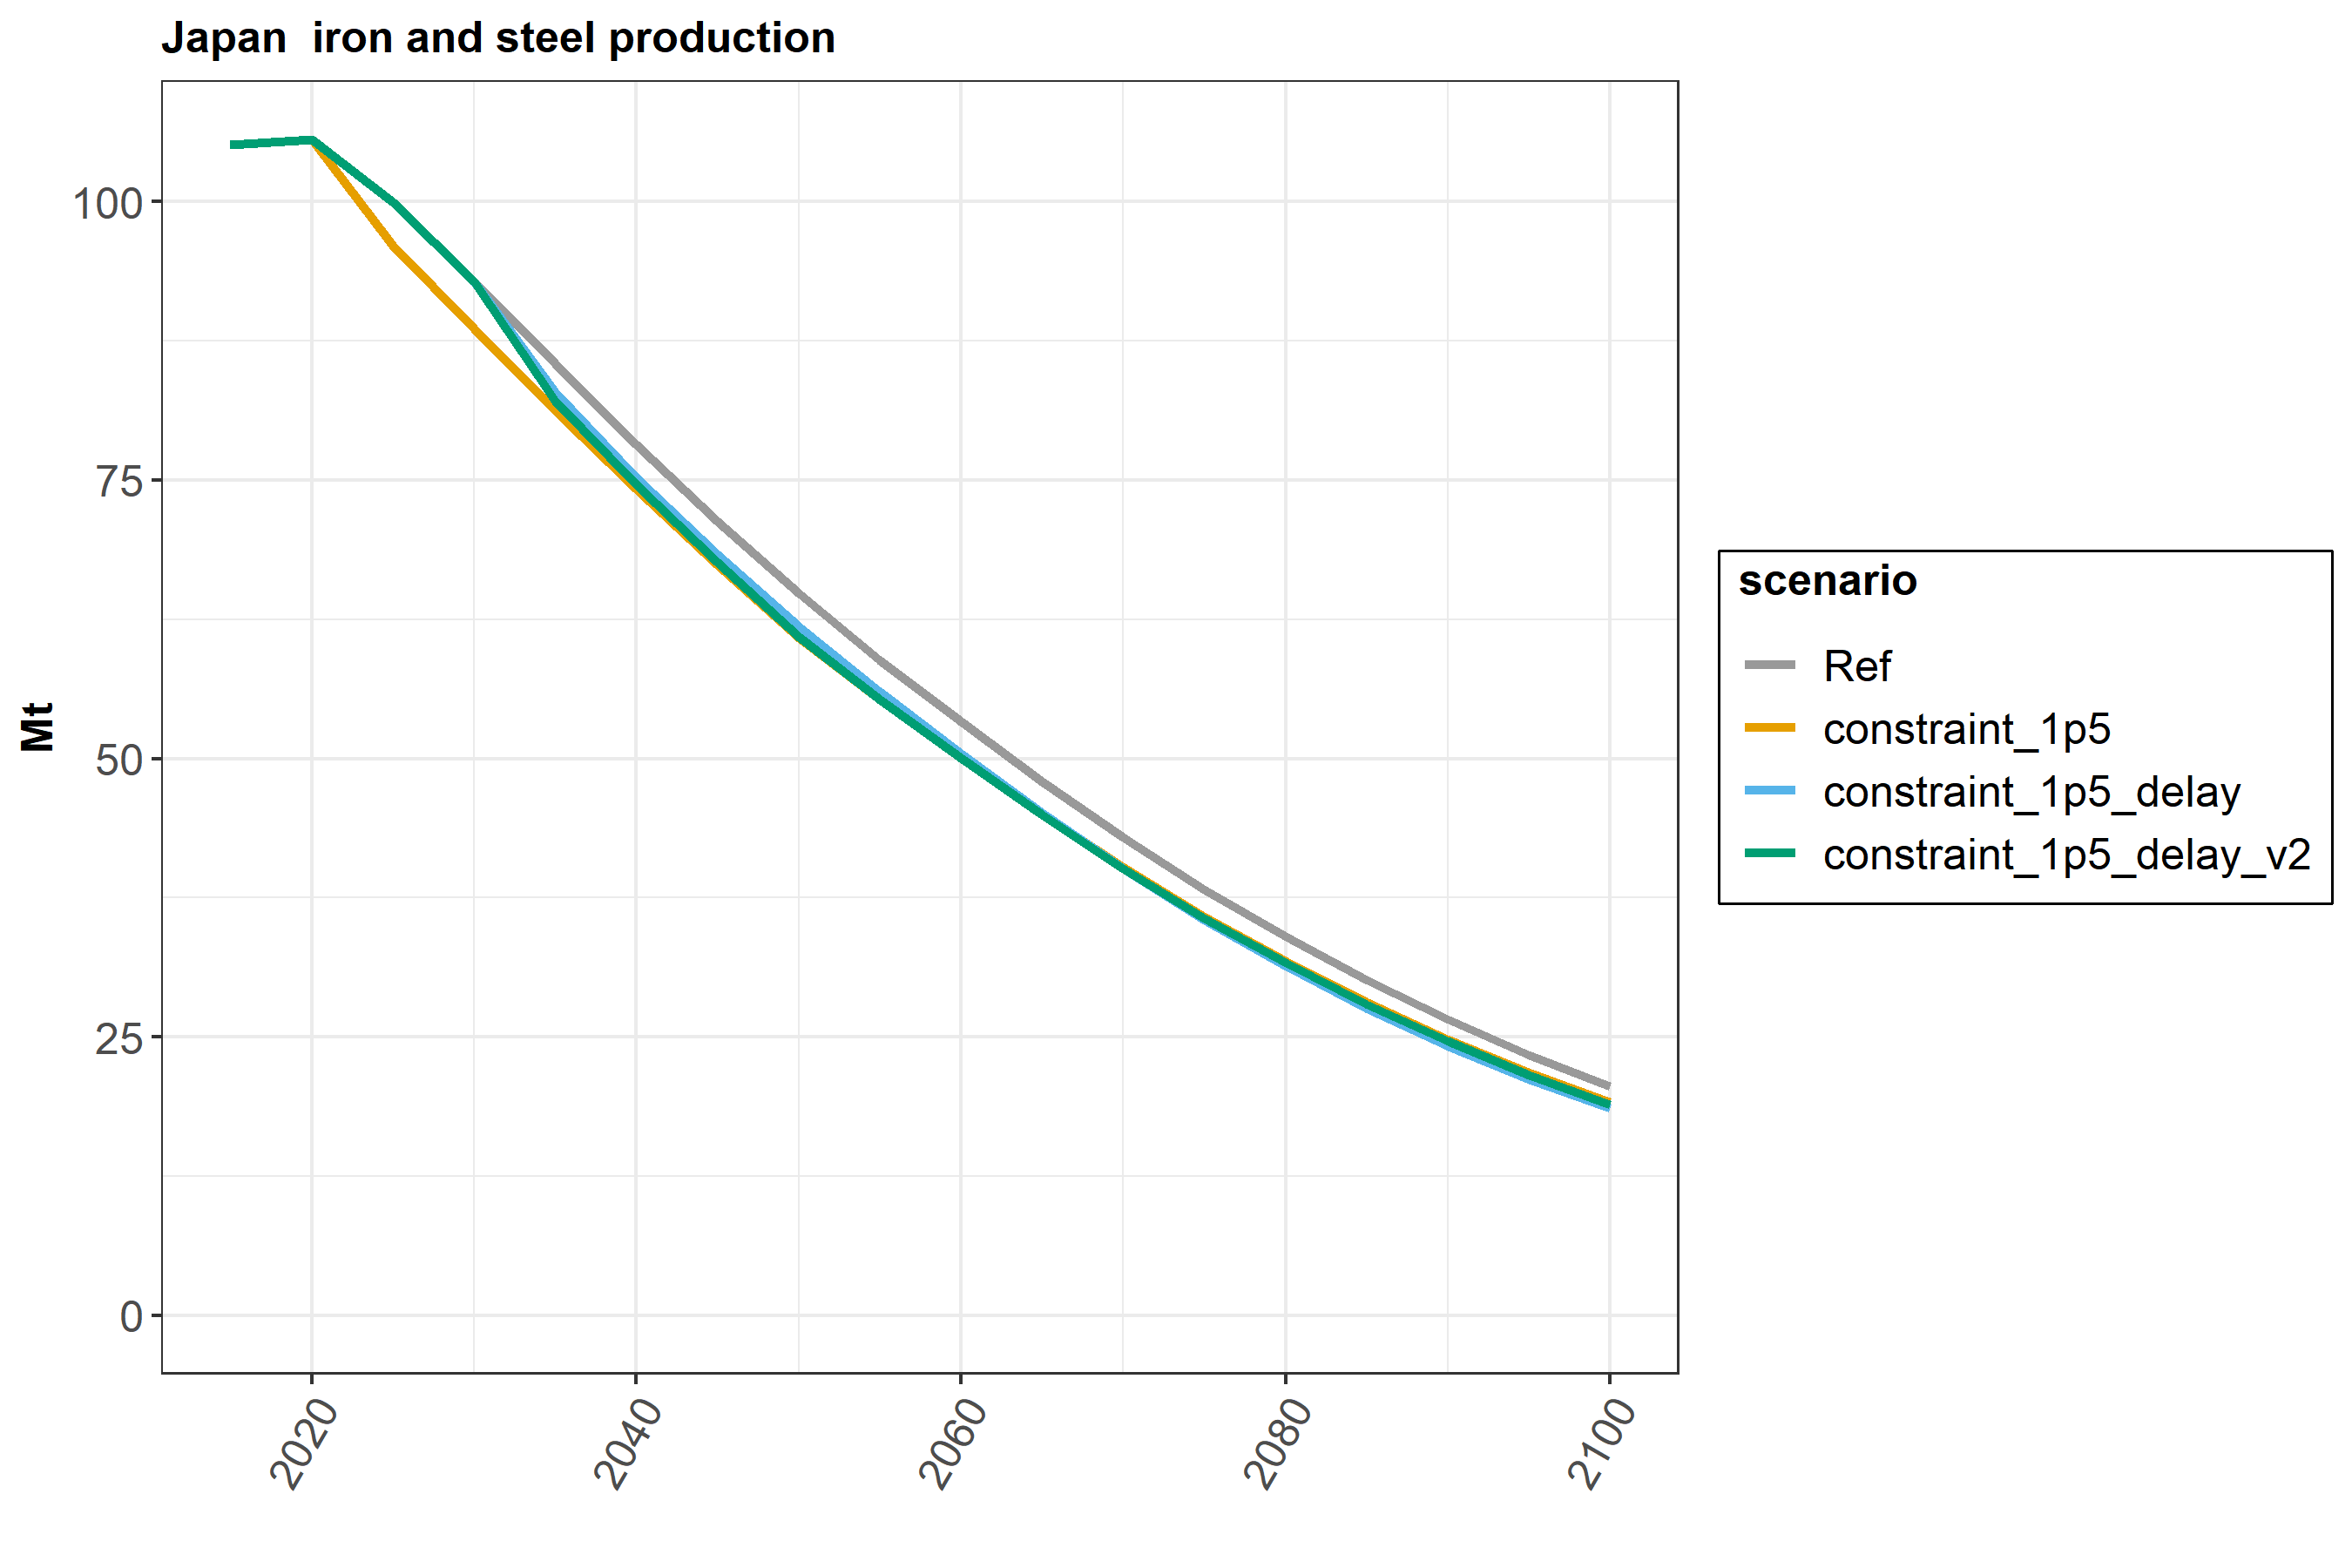 Japan  iron and steel production
Mt
100
75
50
25
0
2020
2040
2060
2080
2100
scenario
Ref
constraint_1p5
constraint_1p5_delay
constraint_1p5_delay_v2